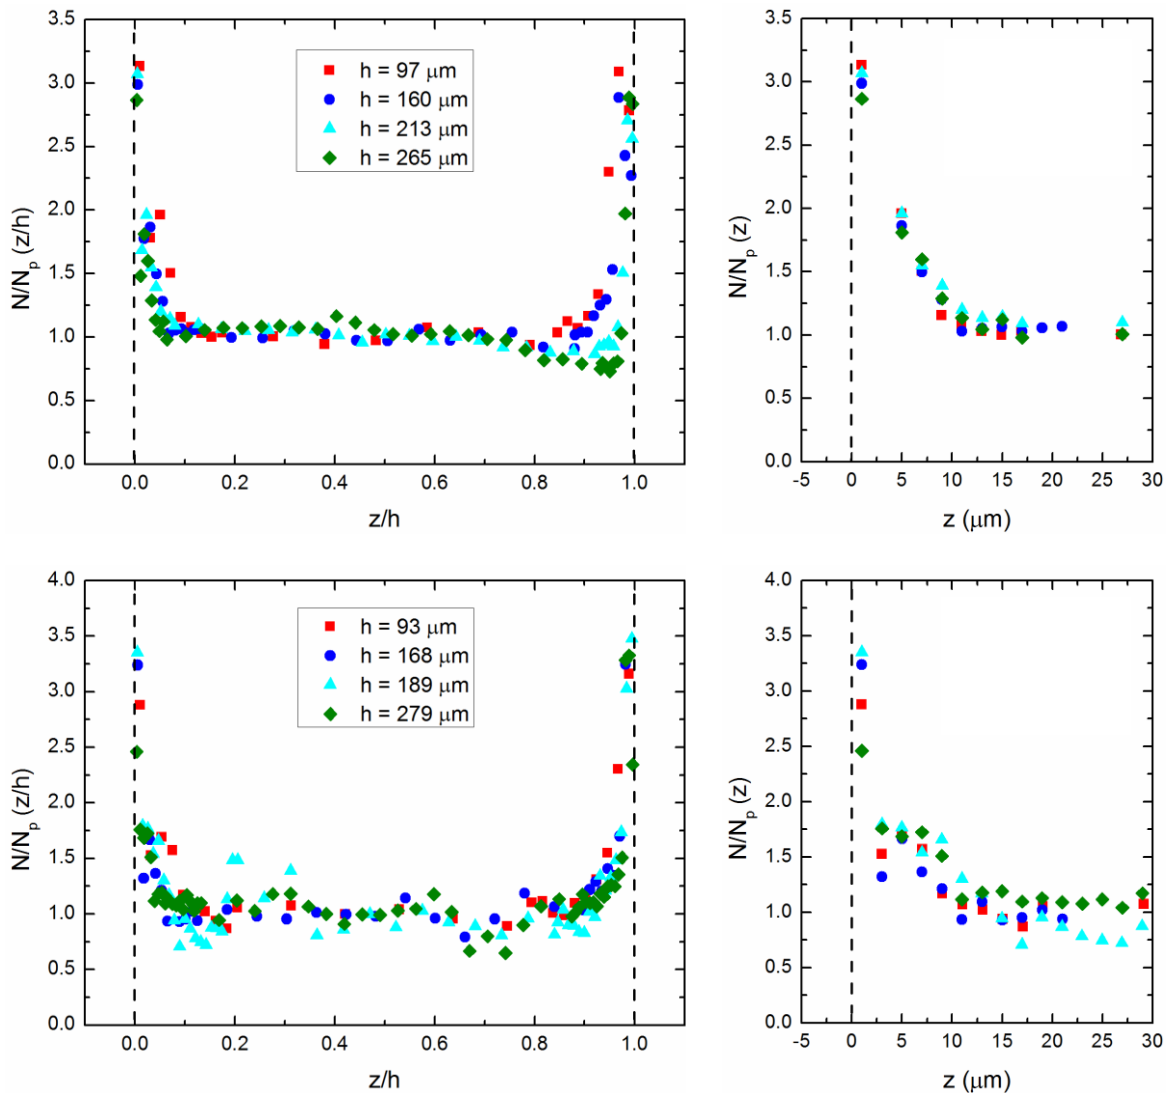 3.5
3.0
2.5
2.0
1.5
1.0
0.5
0.0
N/Np (z/h)
h = 97 μm
h = 160 μm
h = 213 μm
h = 265 μm
0.0 0.2 0.4 0.6 0.8 1.0
z/h
3.5
3.0
2.5
2.0
1.5
1.0
0.5
0.0
N/Np (z)
-5 0 5 10 15 20 25 30
z (μm)
4.0
3.5
3.0
2.5
2.0
1.5
1.0
0.5
0.0
N/Np (z/h)
h = 93 μm
h = 168 μm
h = 189 μm
h = 279 μm
0.0 0.2 0.4 0.6 0.8 1.0
z/h
4.0
3.5
3.0
2.5
2.0
1.5
1.0
0.5
0.0
N/Np (z)
-5 0 5 10 15 20 25 30
z (μm)